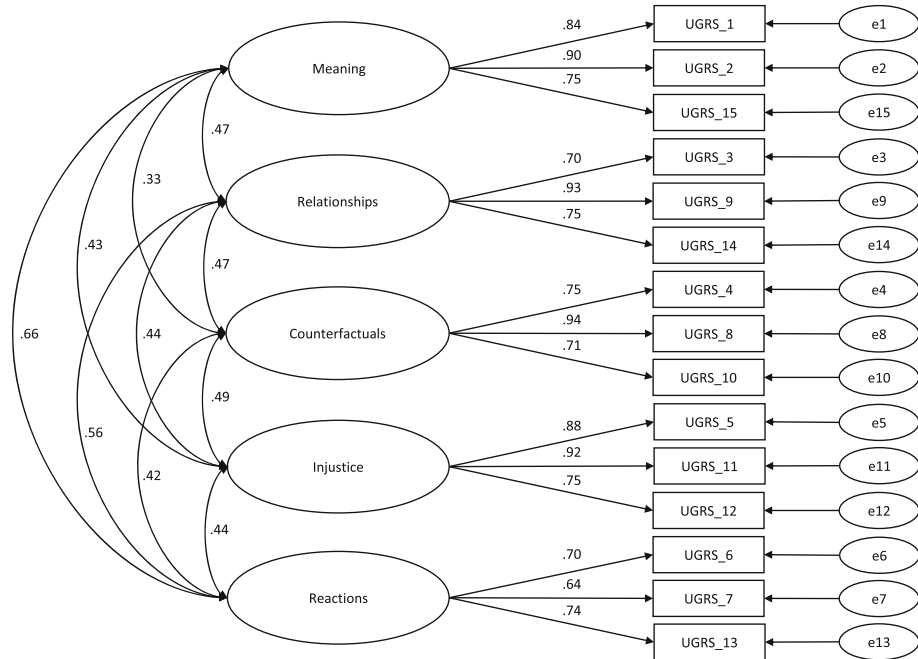 UGRS_1
e1
.84
Meaning
.90
UGRS_2
e2
.75
UGRS_15
e15
.47
UGRS_3
e3
.70
.33
Relationships
.93
UGRS_9
e9
.75
UGRS_14
e14
.43
.47
UGRS_4
e4
.75
.66
.44
Counterfactuals
.94
UGRS_8
e8
.71
UGRS_10
e10
.49
UGRS_5
e5
.88
.56
Injustice
.92
UGRS_11
e11
.42
.75
UGRS_12
e12
.44
UGRS_6
e6
.70
Reactions
.64
UGRS_7
e7
.74
UGRS_13
e13